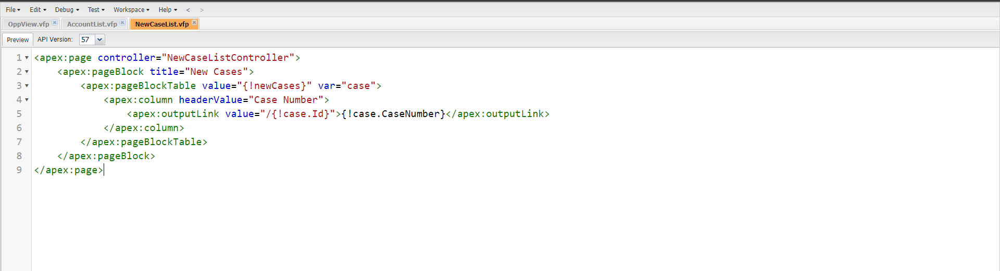 File Edit Debug Test Workspace Help < >
OppView.vfp AccountList.vfp NewCaseList.vfp
Preview API Version: 57
1 <apex:page controller="NewCaseListController">
2     <apex:pageBlock title="New Cases">
3         <apex:pageBlockTable value="{!newCases}" var="case">
4             <apex:column headerValue="Case Number">
5                 <apex:outputLink value="/{!case.Id}">{!case.CaseNumber}</apex:outputLink>
6             </apex:column>
7         </apex:pageBlockTable>
8     </apex:pageBlock>
9 </apex:page>